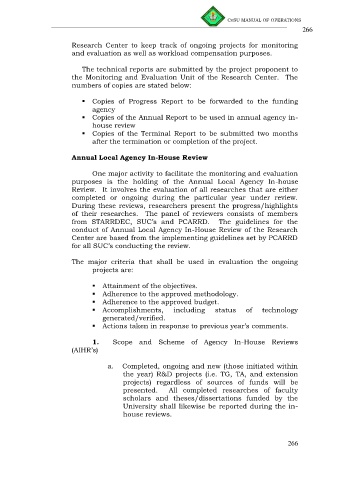 CvSU MANUAL OF OPERATIONS
266
Research Center to keep track of ongoing projects for monitoring
and evaluation as well as workload compensation purposes.
The technical reports are submitted by the project proponent to
the Monitoring and Evaluation Unit of the Research Center. The
numbers of copies are stated below:
▪ Copies of Progress Report to be forwarded to the funding
agency
▪ Copies of the Annual Report to be used in annual agency in-
house review
▪ Copies of the Terminal Report to be submitted two months
after the termination or completion of the project.
Annual Local Agency In-House Review
One major activity to facilitate the monitoring and evaluation
purposes is the holding of the Annual Local Agency In-house
Review. It involves the evaluation of all researches that are either
completed or ongoing during the particular year under review.
During these reviews, researchers present the progress/highlights
of their researches. The panel of reviewers consists of members
from STARRDEC, SUC's and PCARRD. The guidelines for the
conduct of Annual Local Agency In-House Review of the Research
Center are based from the implementing guidelines set by PCARRD
for all SUC's conducting the review.
The major criteria that shall be used in evaluation the ongoing
projects are:
▪ Attainment of the objectives.
▪ Adherence to the approved methodology.
▪ Adherence to the approved budget.
▪ Accomplishments, including status of technology
generated/verified.
▪ Actions taken in response to previous year's comments.
1. Scope and Scheme of Agency In-House Reviews
(AIHR's)
a. Completed, ongoing and new (those initiated within
the year) R&D projects (i.e. TG, TA, and extension
projects) regardless of sources of funds will be
presented. All completed researches of faculty
scholars and theses/dissertations funded by the
University shall likewise be reported during the in-
house reviews.
266